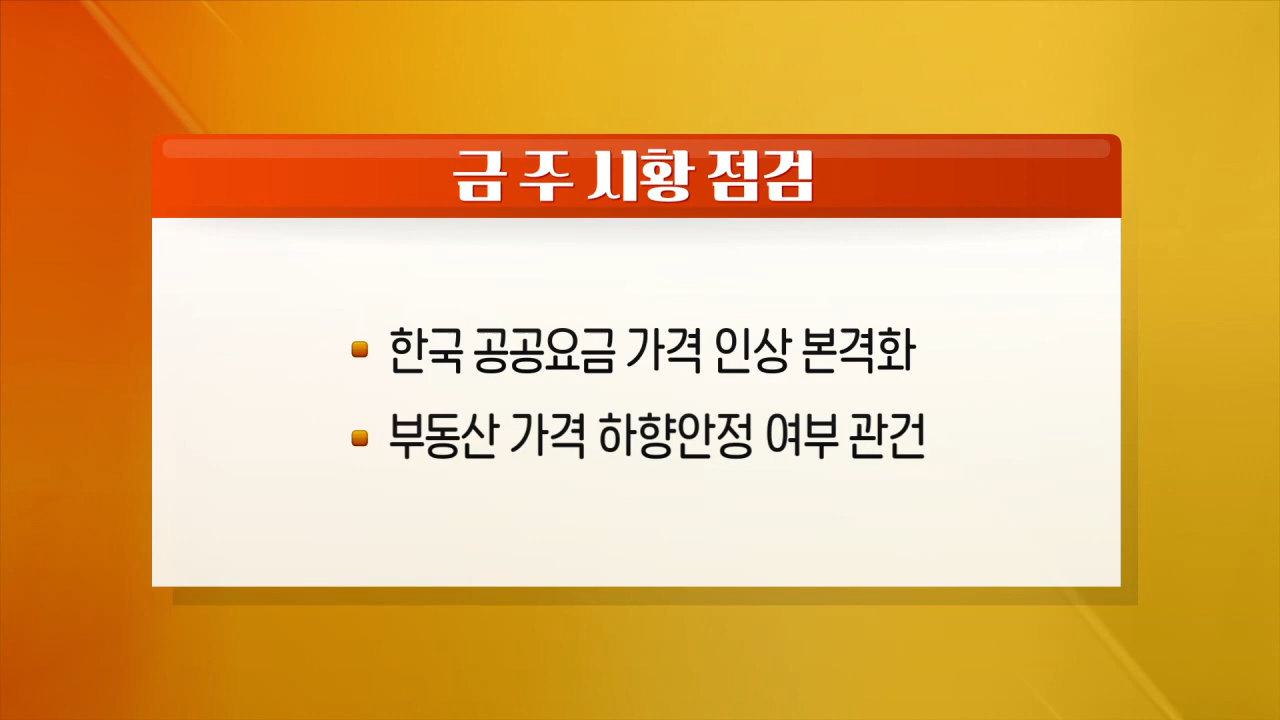 금주 시황 점검
한국 공공요금 가격 인상 본격화
부동산 가격 하향안정 여부 관건